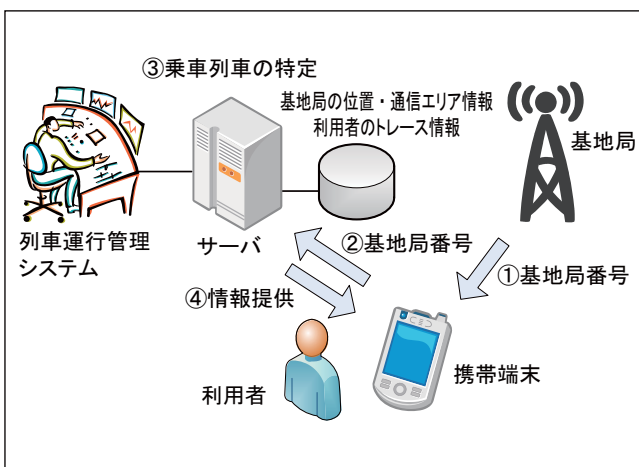 ③乗車列車の特定
基地局の位置・通信エリア情報
利用者のトレース情報
基地局
列車運行管理
システム
サーバ
②基地局番号
①基地局番号
④情報提供
利用者
携帯端末